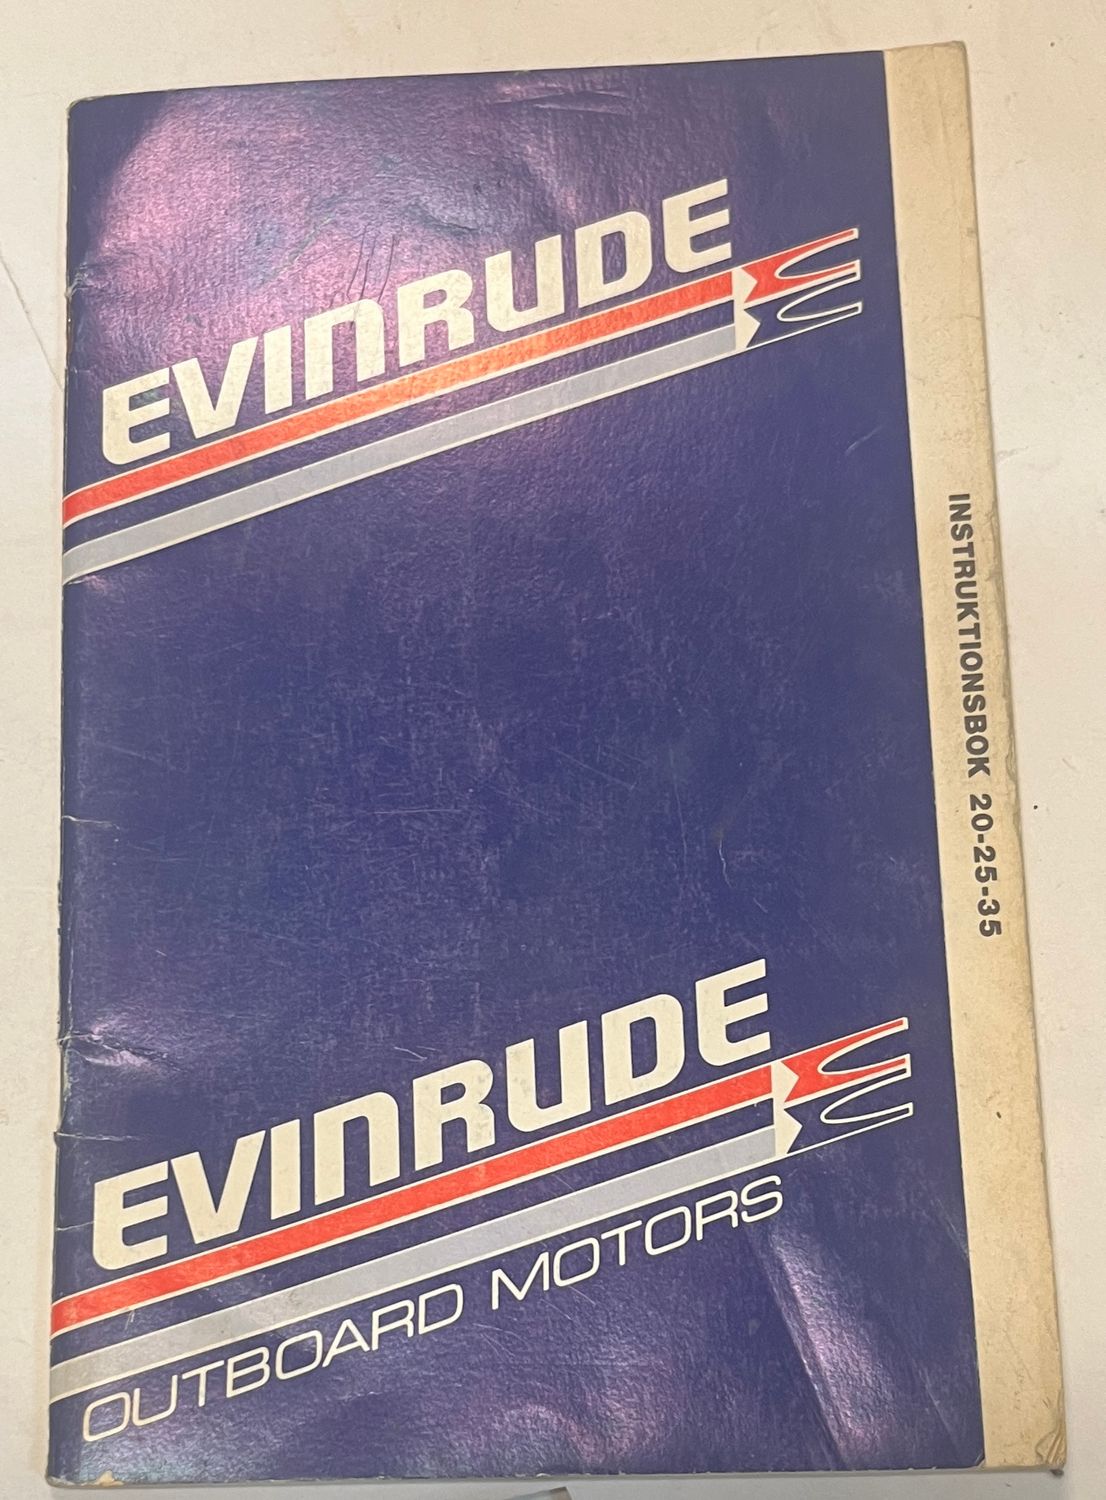 EVINRUDE
INSTRUKTIONSBOK 20-25-35
EVINRUDE
OUTBOARD MOTORS